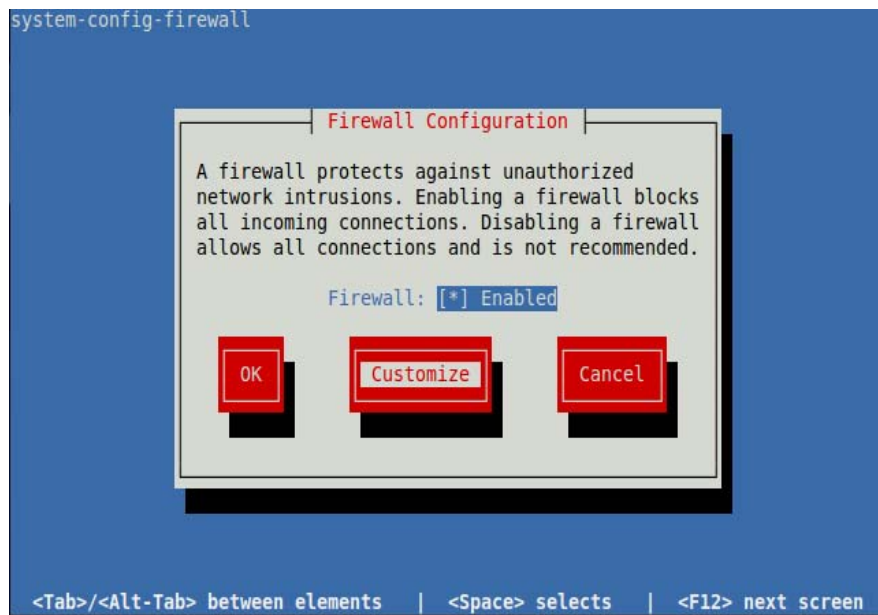 system-config-firewall
Firewall Configuration
A firewall protects against unauthorized
network intrusions. Enabling a firewall blocks
all incoming connections. Disabling a firewall
allows all connections and is not recommended.
Firewall: [*] Enabled
OK Customize Cancel
<Tab>/<Alt-Tab> between elements | <Space> selects | <F12> next screen